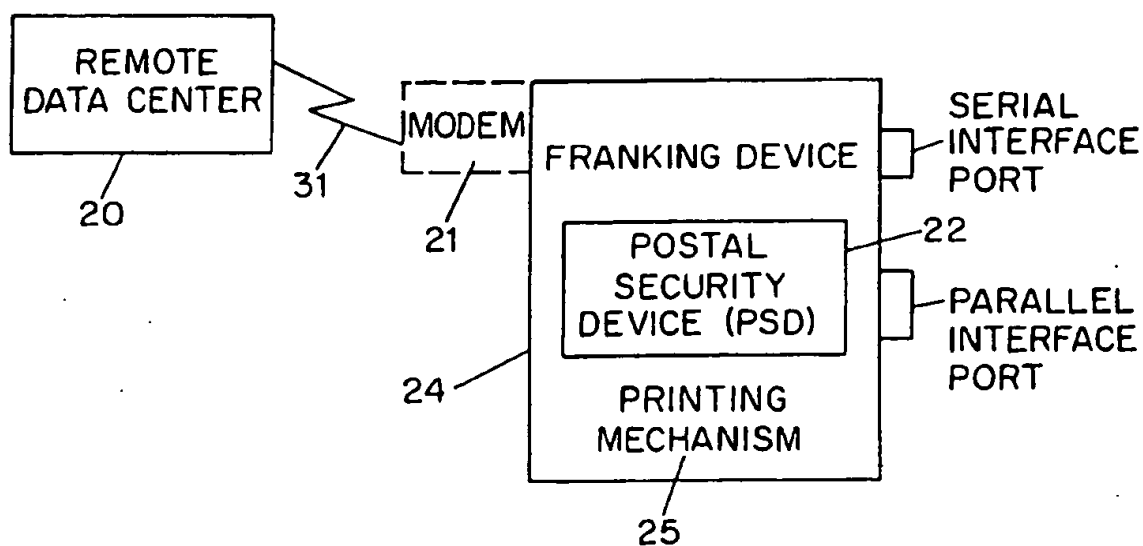 REMOTE
DATA CENTER
20
31
MODEM
21
FRANKING DEVICE
POSTAL
SECURITY
DEVICE (PSD)
22
24
PRINTING
MECHANISM
25
SERIAL
INTERFACE
PORT
PARALLEL
INTERFACE
PORT